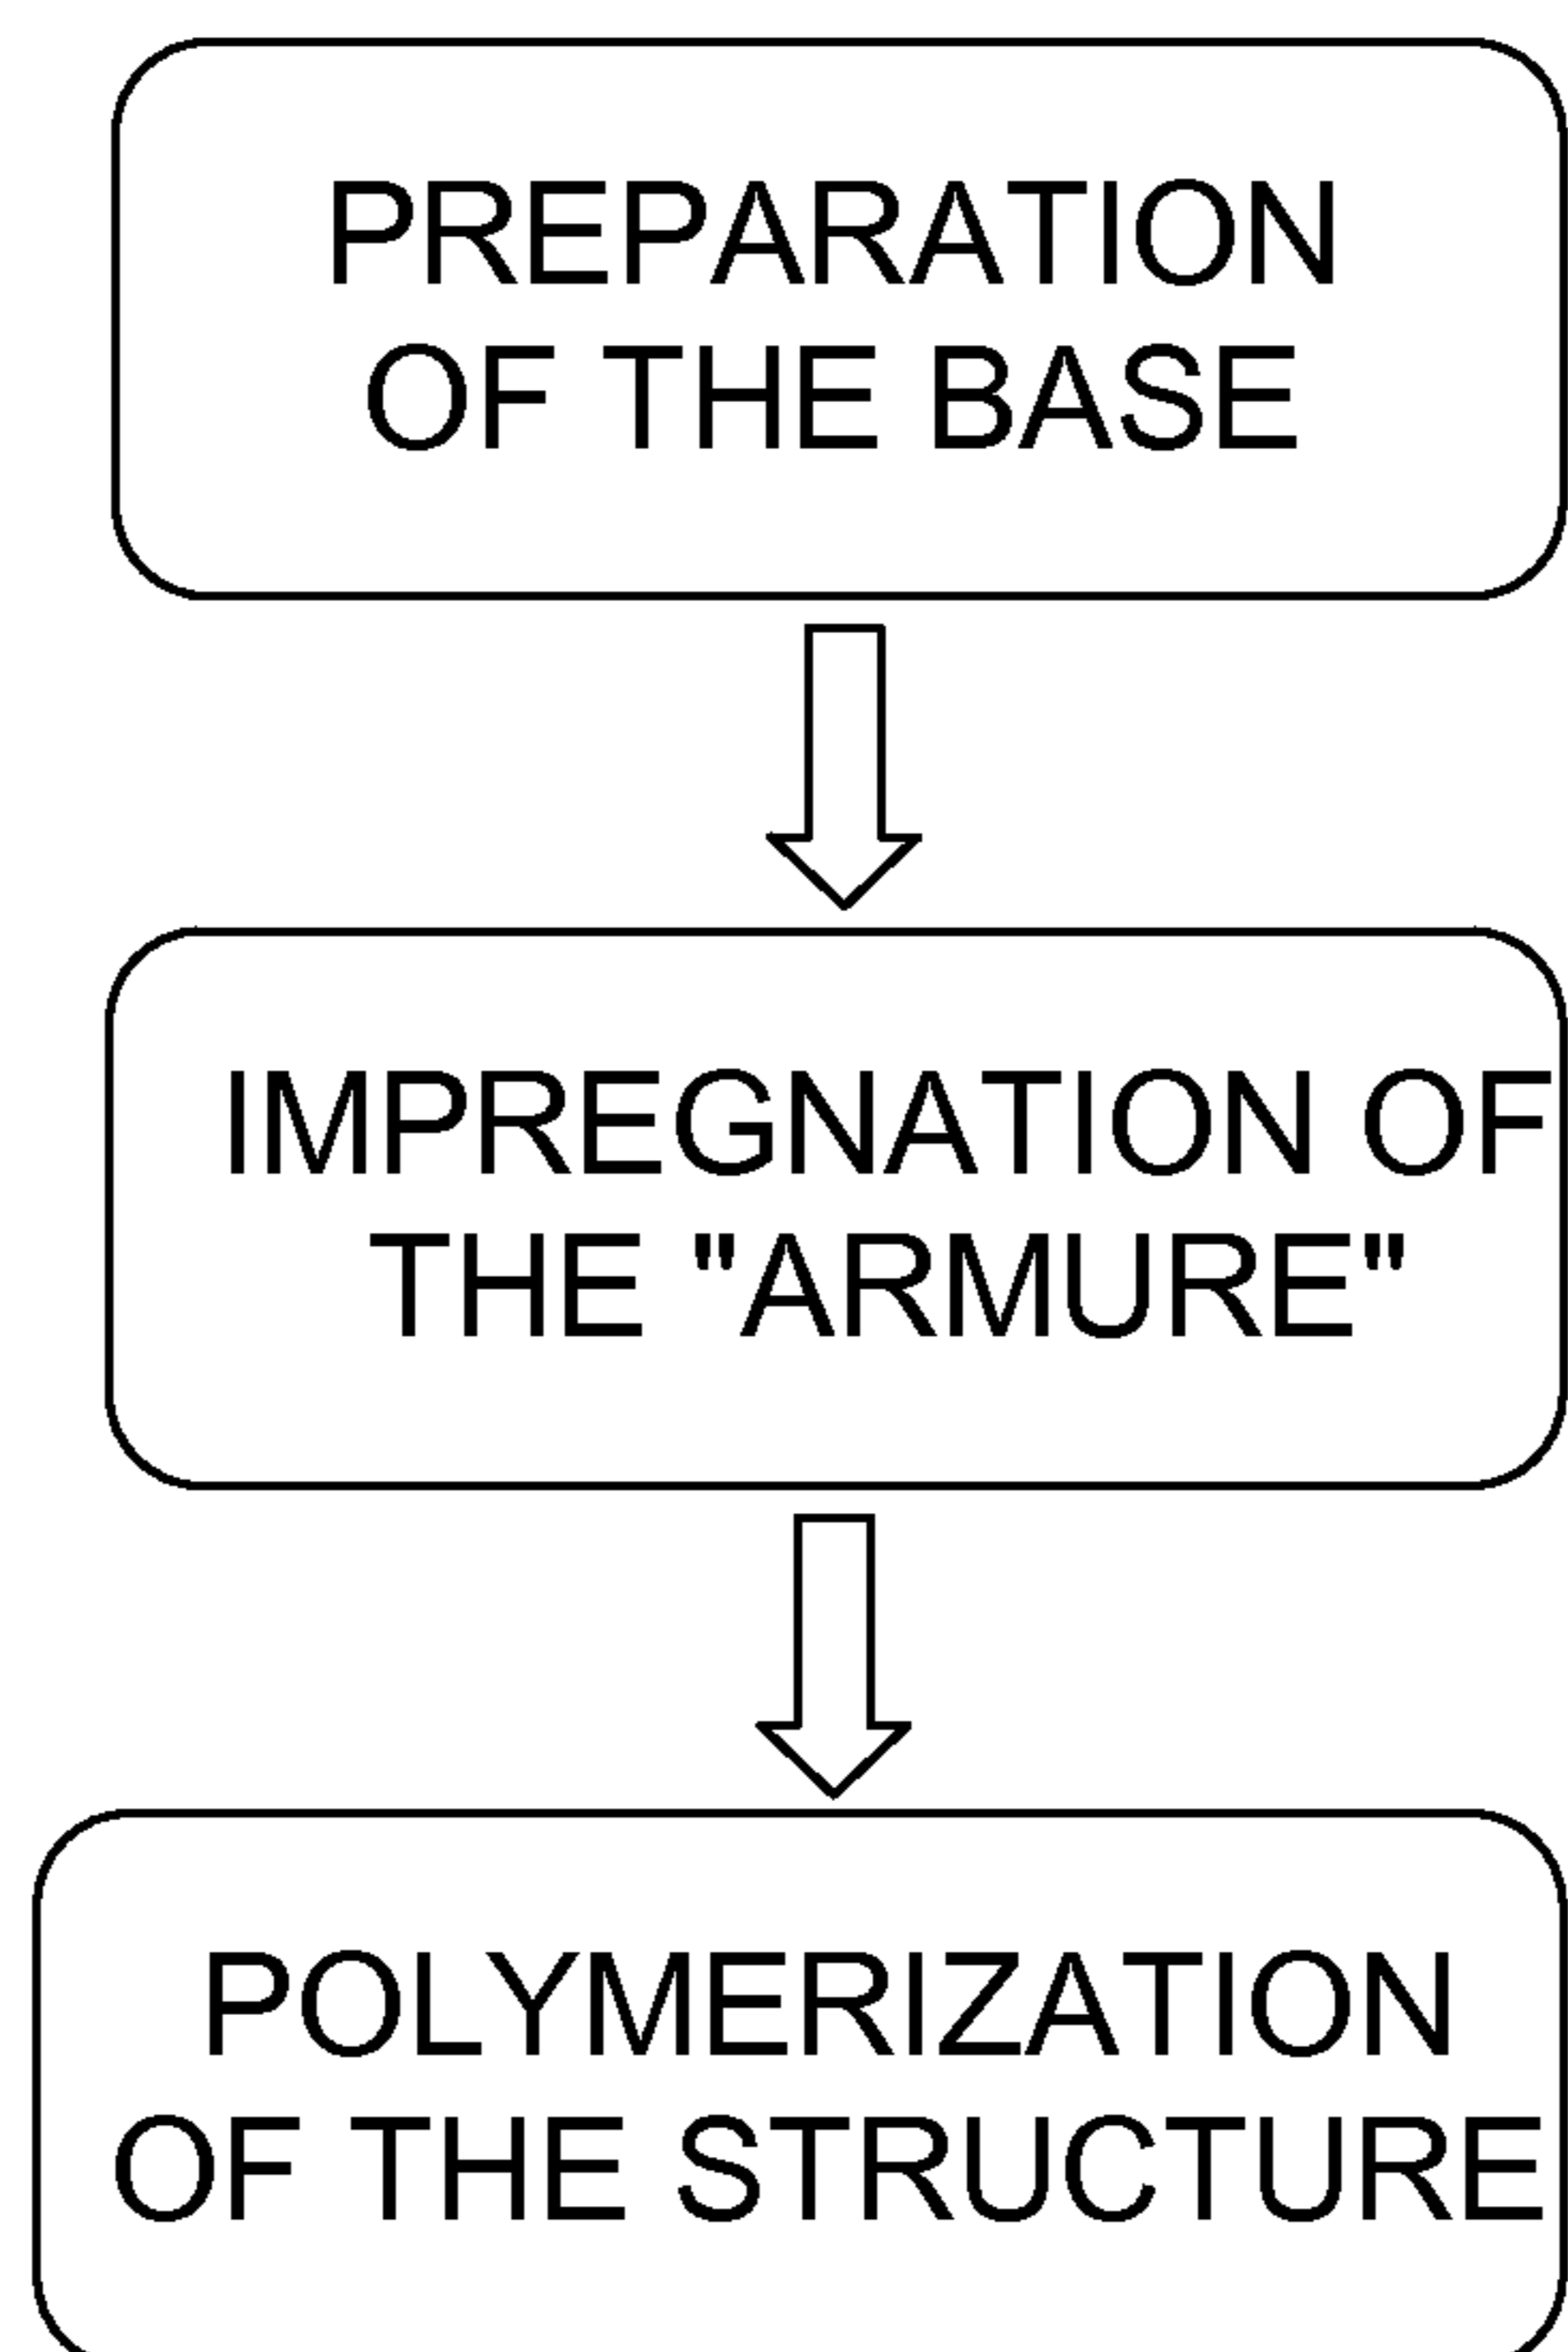 PREPARATION
OF THE BASE
IMPREGNATION OF
THE "ARMURE"
POLYMERIZATION
OF THE STRUCTURE